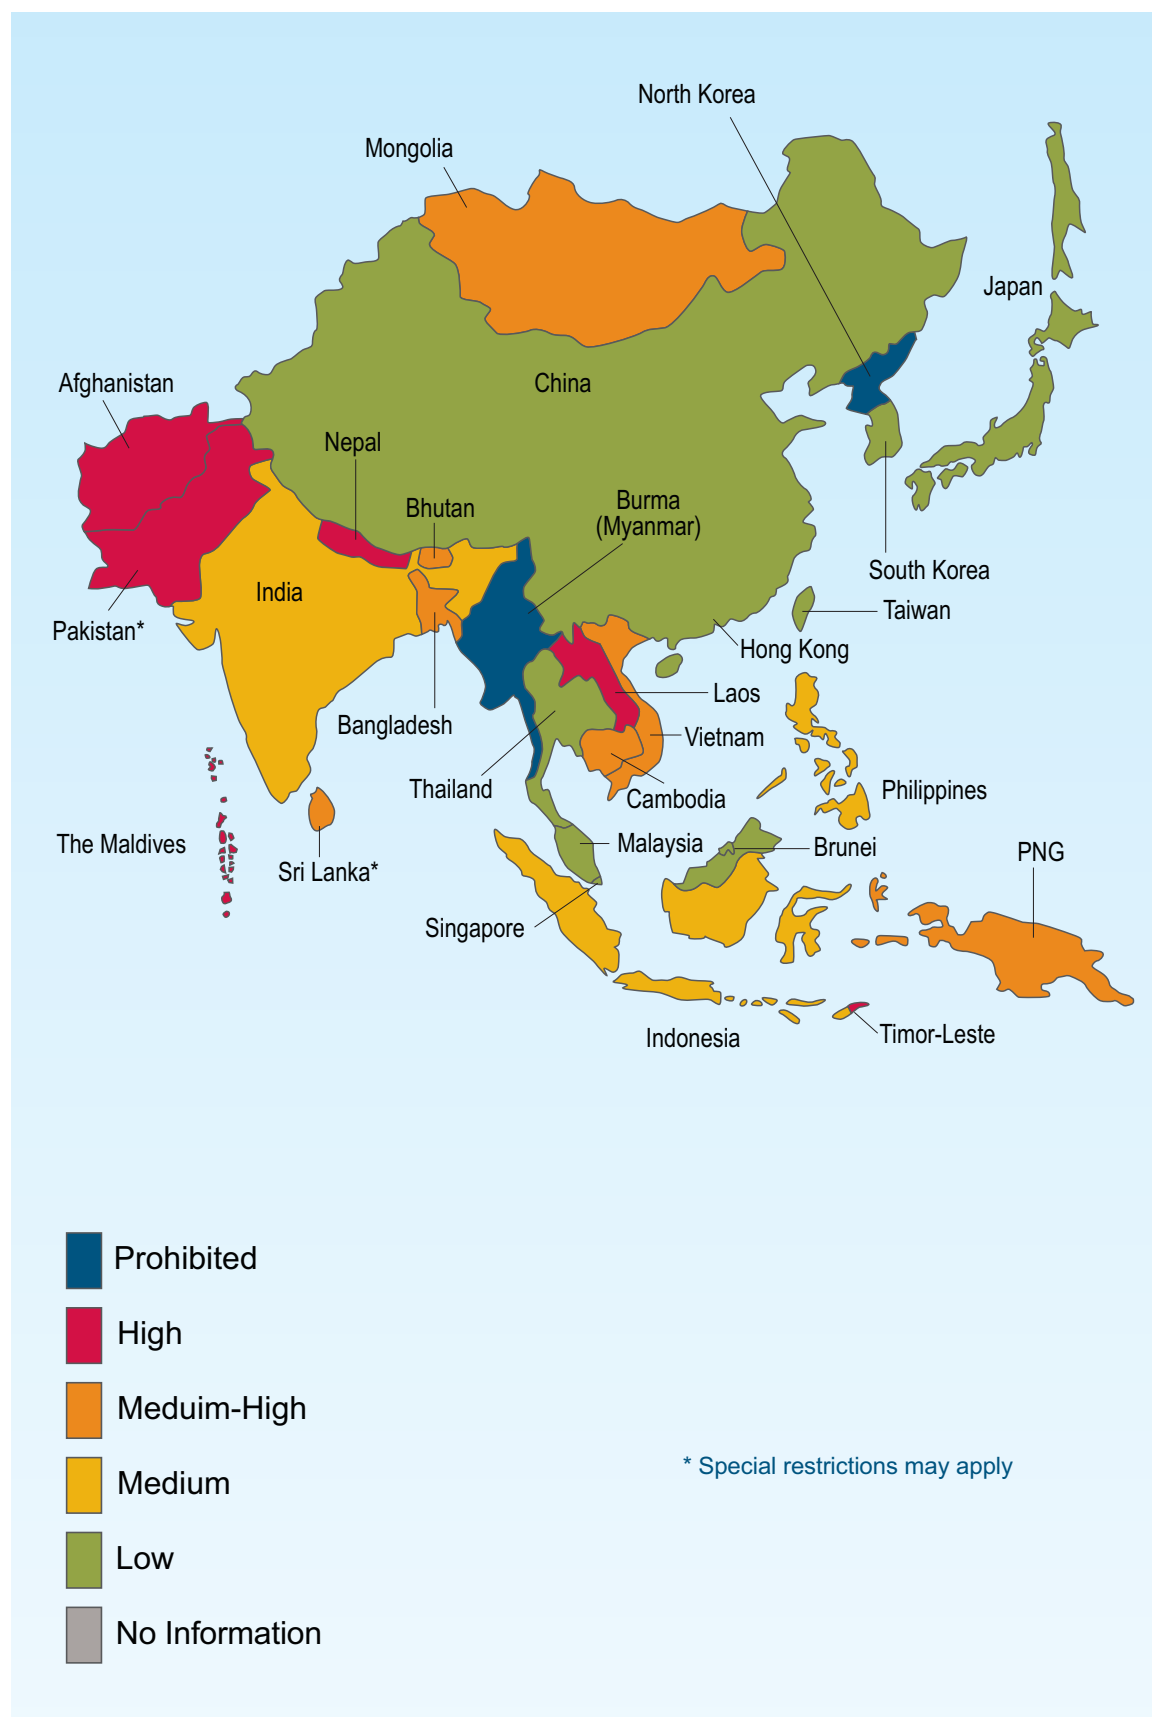 North Korea
Mongolia
Japan
Afghanistan
China
Nepal
Bhutan
Burma
(Myanmar)
South Korea
India
Taiwan
Pakistan*
Hong Kong
Laos
Bangladesh
Vietnam
Thailand
Cambodia
Philippines
The Maldives
Malaysia
Brunei
PNG
Sri Lanka*
Singapore
Indonesia
Timor-Leste
Prohibited
High
Meduim-High
Medium
* Special restrictions may apply
Low
No Information